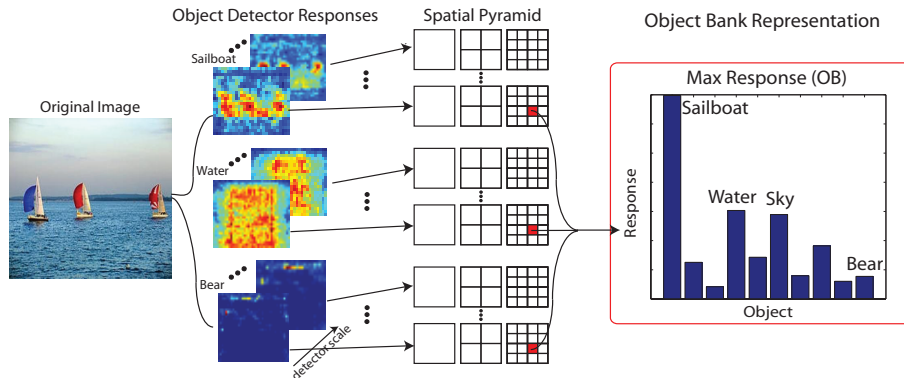 Object Detector Responses
Spatial Pyramid
Object Bank Representation
Original Image
Sailboat
Water
Bear
detector scale
Max Response (OB)
Sailboat
Water
Sky
Bear
Response
Object